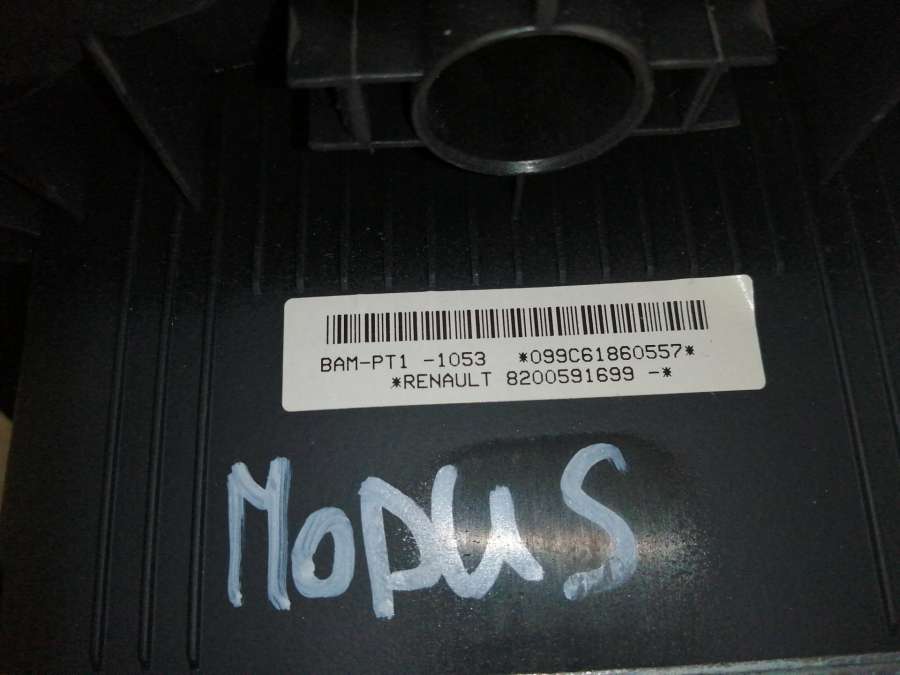 BAM-PT1 -1053 *099C61860557*
*RENAULT 8200591699 -*
MODUS